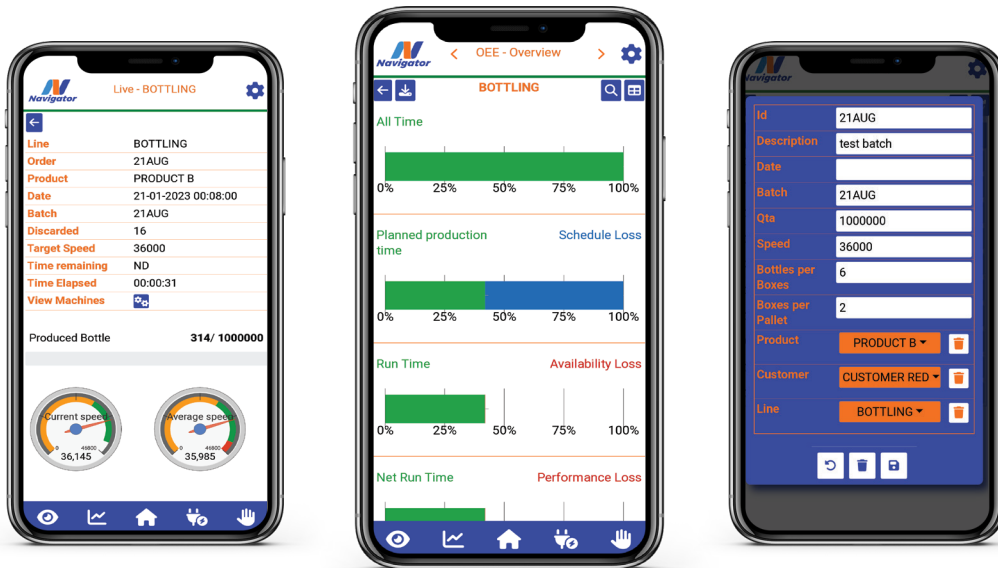 Navigator
Live - BOTTLING
Line BOTTLING
Order 21AUG
Product PRODUCT B
Date 21-01-2023 00:08:00
Batch 21AUG
Discarded 16
Target Speed 36000
Time remaining ND
Time Elapsed 00:00:31
View Machines
Produced Bottle 314/ 1000000
Current speed
0 46800
36,145
Average speed
0 46800
35,985
Navigator
< OEE - Overview >
BOTTLING
All Time
0% 25% 50% 75% 100%
Planned production
time
Schedule Loss
0% 25% 50% 75% 100%
Run Time Availability Loss
0% 25% 50% 75% 100%
Net Run Time Performance Loss
Navigator
Id 21AUG
Description test batch
Date
Batch 21AUG
Qta 1000000
Speed 36000
Bottles per
Boxes
6
Boxes per
Pallet
2
Product PRODUCT B
Customer CUSTOMER RED
Line BOTTLING